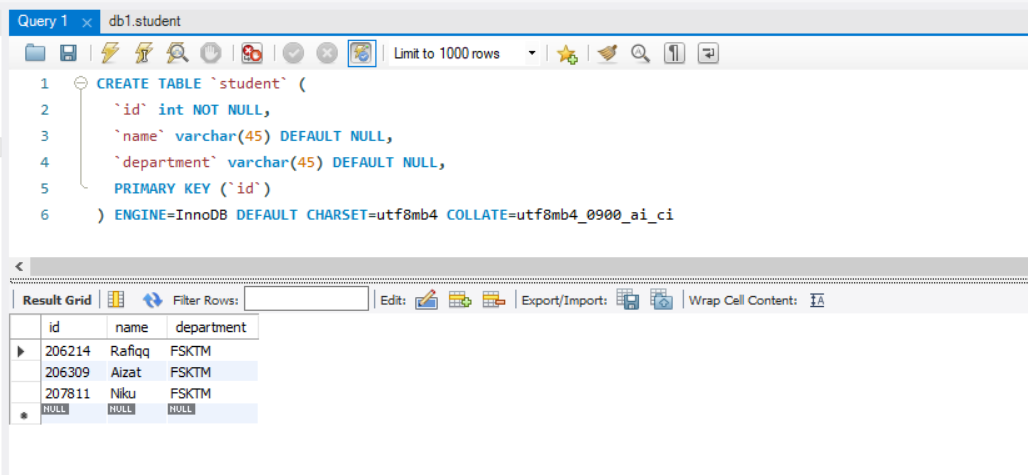 Query 1 × db1.student
Limit to 1000 rows
1 CREATE TABLE `student` (
2 `id` int NOT NULL,
3 `name` varchar(45) DEFAULT NULL,
4 `department` varchar(45) DEFAULT NULL,
5 PRIMARY KEY (`id`)
6 ) ENGINE=InnoDB DEFAULT CHARSET=utf8mb4 COLLATE=utf8mb4_0900_ai_ci
Result Grid Filter Rows: Edit: Export/Import: Wrap Cell Content: IA
id name department
206214 Rafiqq FSKTM
206309 Aizat FSKTM
207811 Niku FSKTM
NULL NULL NULL